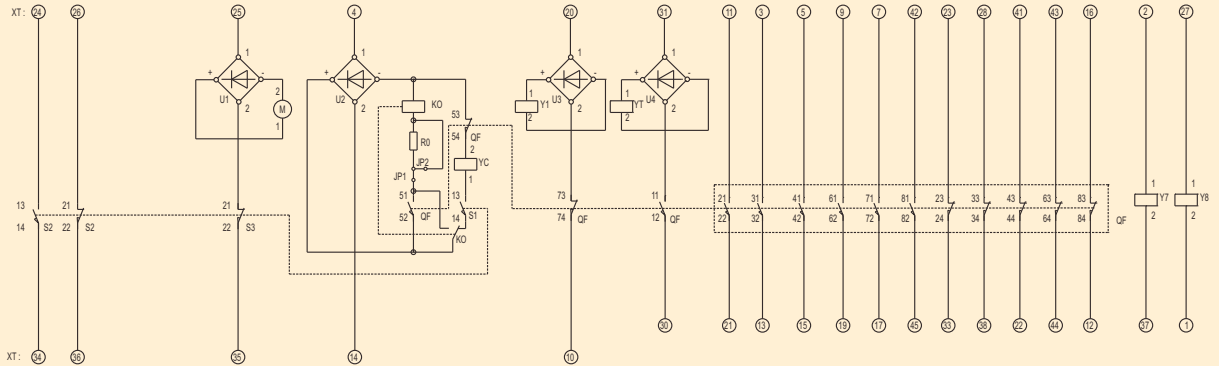 XT: 24 26 25 4 20 31 11 3 5 9 7 42 23 28 41 43 16 2 27
1 1 1 1
+ - + - + - + -
U1 2 M U2 KO Y1 U3 YT U4
2 1 2 2 1 2 2 1 2 2
53
54 QF
R0
2
YC
JP2
JP1 1
13 21 21 51 13 73 11 21 31 41 61 71 81 23 33 43 63 83 1 1
14 S2 22 S2 22 S3 52 QF 14 S1 74 QF 12 QF 22 32 42 62 72 82 24 34 44 64 84 QF Y7 2 Y8 2
KO
30 21 13 15 19 17 45 33 38 22 44 12 37 1
XT: 34 36 35 14 10